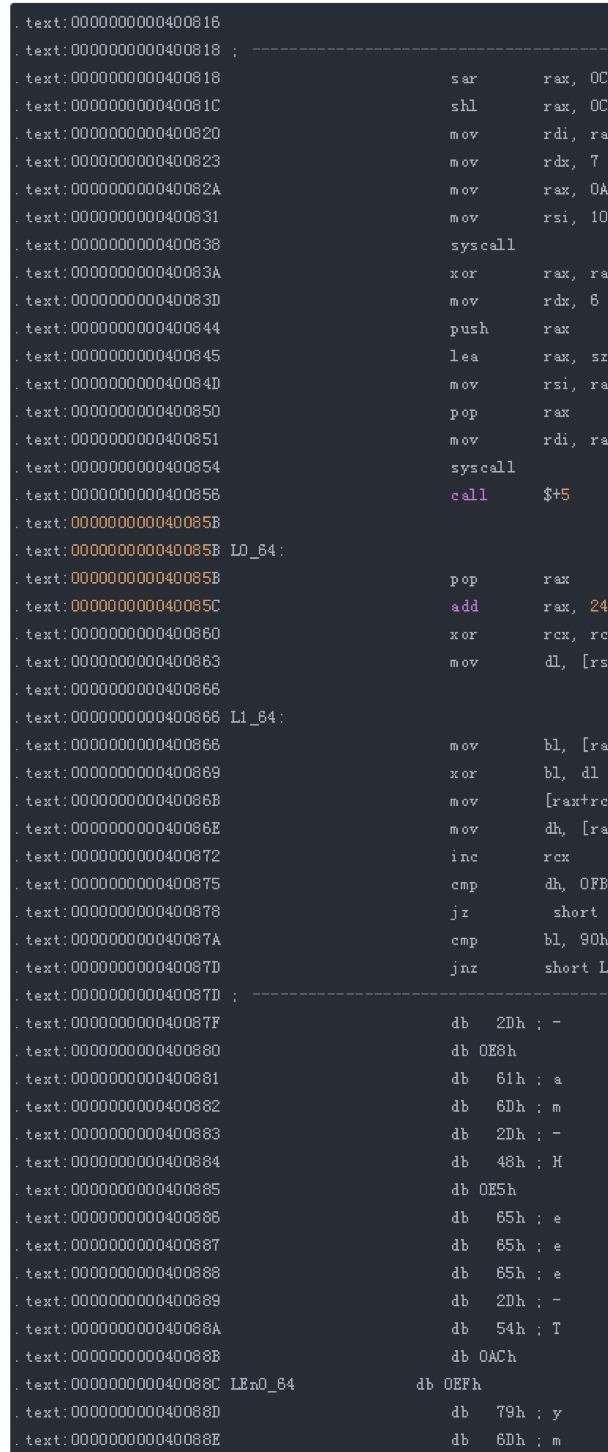 .text:0000000000400816
.text:0000000000400818 ; ---------------------------------------
.text:0000000000400818 sar rax, 0C
.text:000000000040081C shl rax, 0C
.text:0000000000400820 mov rdi, ra
.text:0000000000400823 mov rdx, 7
.text:000000000040082A mov rax, 0A
.text:0000000000400831 mov rsi, 10
.text:0000000000400838 syscall
.text:000000000040083A xor rax, ra
.text:000000000040083D mov rdx, 6
.text:0000000000400844 push rax
.text:0000000000400845 lea rax, sz
.text:000000000040084D mov rsi, ra
.text:0000000000400850 pop rax
.text:0000000000400851 mov rdi, ra
.text:0000000000400854 syscall
.text:0000000000400856 call $+5
.text:000000000040085B
.text:000000000040085B L0_64:
.text:000000000040085B pop rax
.text:000000000040085C add rax, 24
.text:0000000000400860 xor rcx, rc
.text:0000000000400863 mov dl, [rs
.text:0000000000400866
.text:0000000000400866 L1_64:
.text:0000000000400866 mov bl, [ra
.text:0000000000400869 xor bl, dl
.text:000000000040086B mov [rax+rc
.text:000000000040086E mov dh, [ra
.text:0000000000400872 inc rcx
.text:0000000000400875 cmp dh, 0FB
.text:0000000000400878 jz short
.text:000000000040087A cmp bl, 90h
.text:000000000040087D jnz short L
.text:000000000040087D ; ---------------------------------------
.text:000000000040087F db 2Dh ; -
.text:0000000000400880 db 0E8h
.text:0000000000400881 db 61h ; a
.text:0000000000400882 db 6Dh ; m
.text:0000000000400883 db 2Dh ; -
.text:0000000000400884 db 48h ; H
.text:0000000000400885 db 0E5h
.text:0000000000400886 db 65h ; e
.text:0000000000400887 db 65h ; e
.text:0000000000400888 db 65h ; e
.text:0000000000400889 db 2Dh ; -
.text:000000000040088A db 54h ; T
.text:000000000040088B db 0ACh
.text:000000000040088C LEn0_64 db 0EFh
.text:000000000040088D db 79h ; y
.text:000000000040088E db 6Dh ; m